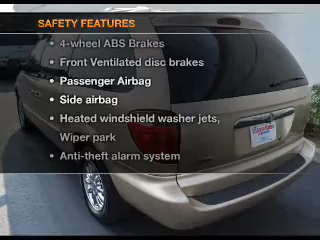 SAFETY FEATURES
4-wheel ABS Brakes
Front Ventilated disc brakes
Passenger Airbag
Side airbag
Heated windshield washer jets,
Wiper park
Anti-theft alarm system